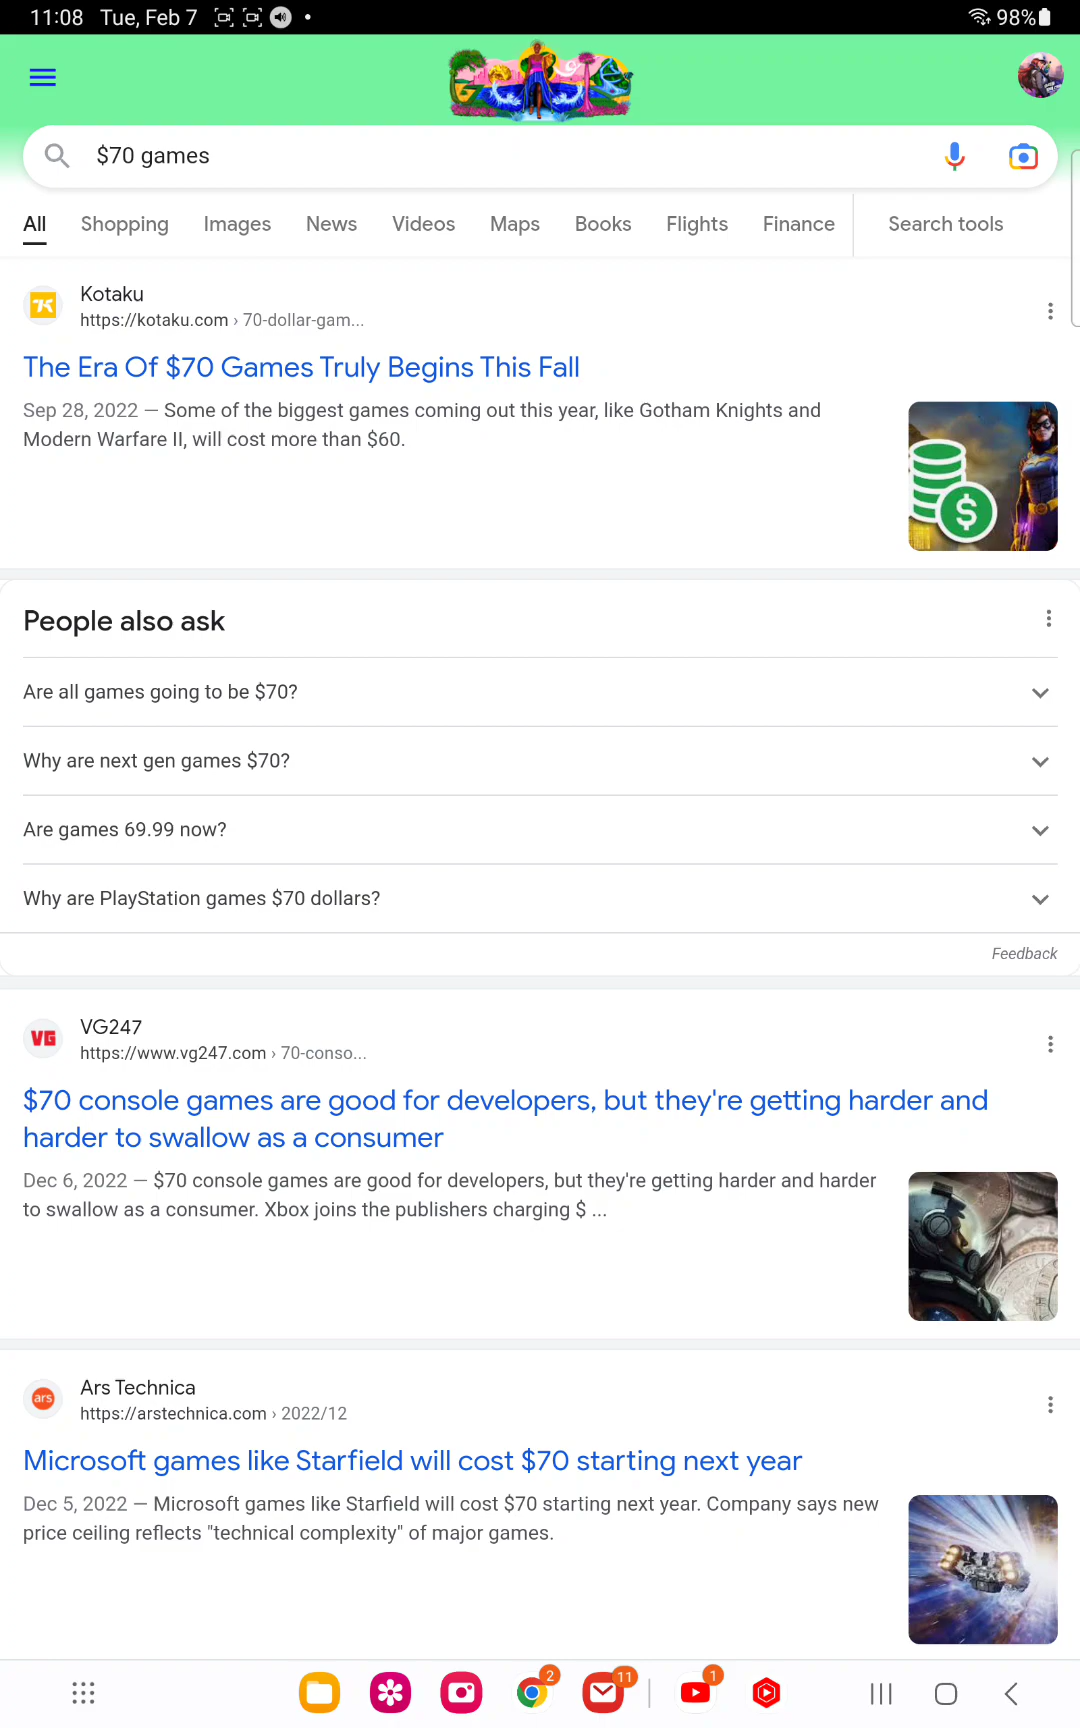 11:08 Tue, Feb 7 98%
$70 games
All Shopping Images News Videos Maps Books Flights Finance Search tools
Kotaku
https://kotaku.com › 70-dollar-gam...
The Era Of $70 Games Truly Begins This Fall
Sep 28, 2022 — Some of the biggest games coming out this year, like Gotham Knights and
Modern Warfare II, will cost more than $60.
$
People also ask
Are all games going to be $70?
Why are next gen games $70?
Are games 69.99 now?
Why are PlayStation games $70 dollars?
Feedback
VG
VG247
https://www.vg247.com › 70-conso...
$70 console games are good for developers, but they're getting harder and
harder to swallow as a consumer
Dec 6, 2022 — $70 console games are good for developers, but they're getting harder and harder
to swallow as a consumer. Xbox joins the publishers charging $ ...
ars
Ars Technica
https://arstechnica.com › 2022/12
Microsoft games like Starfield will cost $70 starting next year
Dec 5, 2022 — Microsoft games like Starfield will cost $70 starting next year. Company says new
price ceiling reflects "technical complexity" of major games.
2 11 1